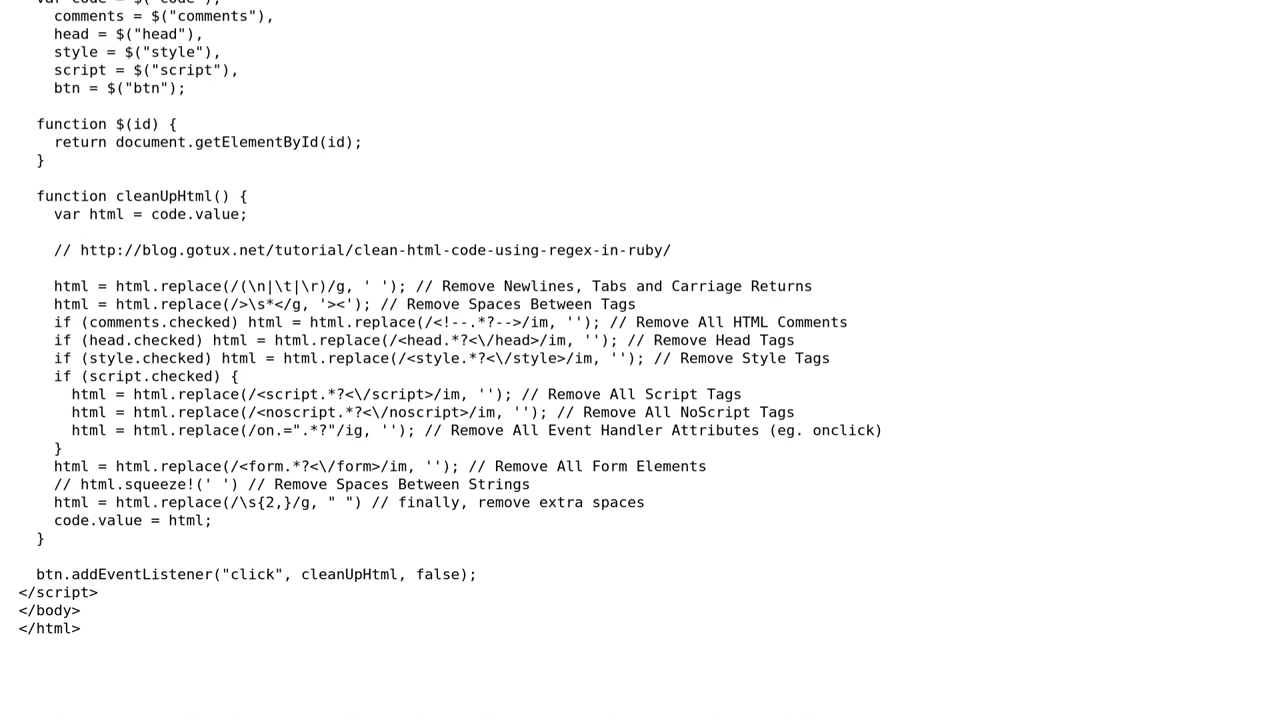 var code = $("code"),
    comments = $("comments"),
    head = $("head"),
    style = $("style"),
    script = $("script"),
    btn = $("btn");

  function $(id) {
    return document.getElementById(id);
  }

  function cleanUpHtml() {
    var html = code.value;

    // http://blog.gotux.net/tutorial/clean-html-code-using-regex-in-ruby/

    html = html.replace(/(\n|\t|\r)/g, ' '); // Remove Newlines, Tabs and Carriage Returns
    html = html.replace(/>\s*</g, '><'); // Remove Spaces Between Tags
    if (comments.checked) html = html.replace(/<!--.*?-->/im, ''); // Remove All HTML Comments
    if (head.checked) html = html.replace(/<head.*?<\/head>/im, ''); // Remove Head Tags
    if (style.checked) html = html.replace(/<style.*?<\/style>/im, ''); // Remove Style Tags
    if (script.checked) {
      html = html.replace(/<script.*?<\/script>/im, ''); // Remove All Script Tags
      html = html.replace(/<noscript.*?<\/noscript>/im, ''); // Remove All NoScript Tags
      html = html.replace(/on.=".*?"/ig, ''); // Remove All Event Handler Attributes (eg. onclick)
    }
    html = html.replace(/<form.*?<\/form>/im, ''); // Remove All Form Elements
    // html.squeeze!(' ') // Remove Spaces Between Strings
    html = html.replace(/\s{2,}/g, " ") // finally, remove extra spaces
    code.value = html;
  }

  btn.addEventListener("click", cleanUpHtml, false);
</script>
</body>
</html>